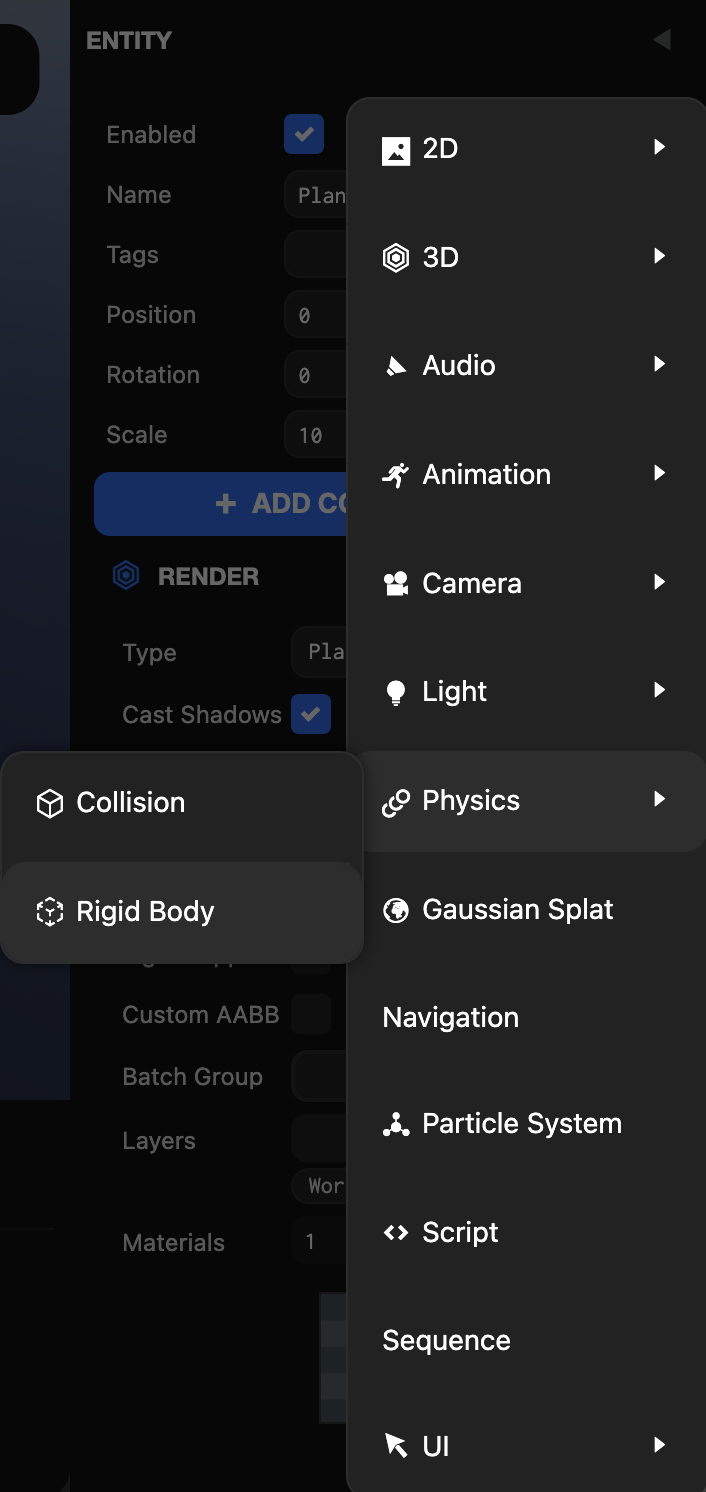 ENTITY
Enabled
Name
Plan
Tags
Position
0
Rotation
0
Scale
10
+ ADD CO
RENDER
Type
Pla
Cast Shadows
Custom AABB
Batch Group
Layers
Wor
Materials
1
2D
3D
Audio
Animation
Camera
Light
Physics
Gaussian Splat
Navigation
Particle System
Script
Sequence
UI
Collision
Rigid Body